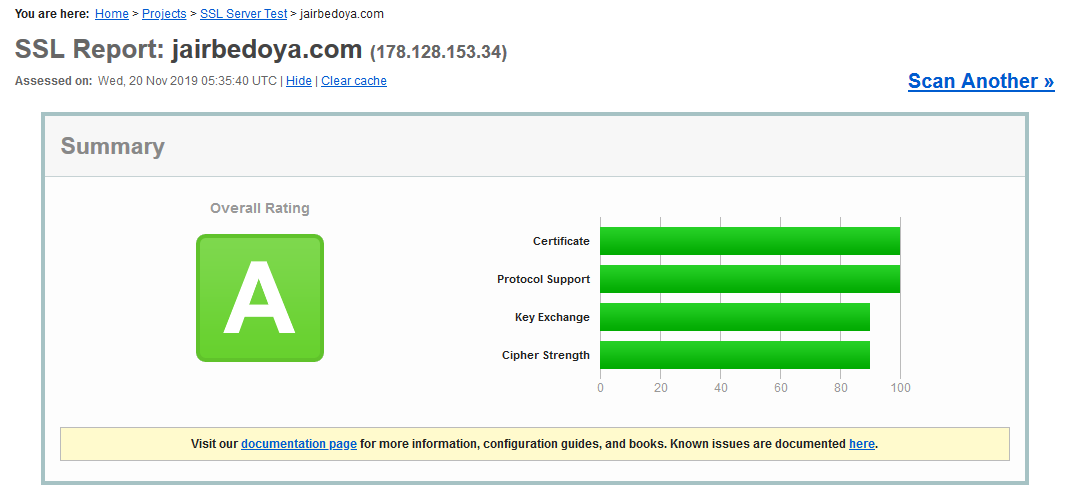 You are here: Home > Projects > SSL Server Test > jairbedoya.com
SSL Report: jairbedoya.com (178.128.153.34)
Assessed on: Wed, 20 Nov 2019 05:35:40 UTC | Hide | Clear cache
Scan Another »
Summary
Overall Rating
A
Certificate
Protocol Support
Key Exchange
Cipher Strength
0 20 40 60 80 100
Visit our documentation page for more information, configuration guides, and books. Known issues are documented here.